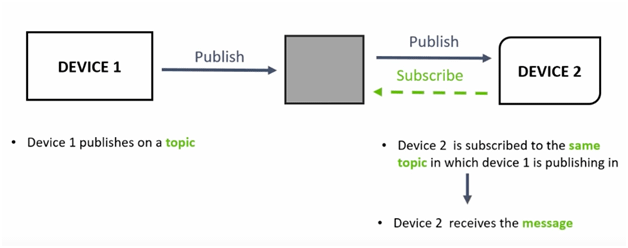 DEVICE 1
Publish
Publish
Subscribe
DEVICE 2
• Device 1 publishes on a topic
• Device 2 is subscribed to the same
topic in which device 1 is publishing in
• Device 2 receives the message